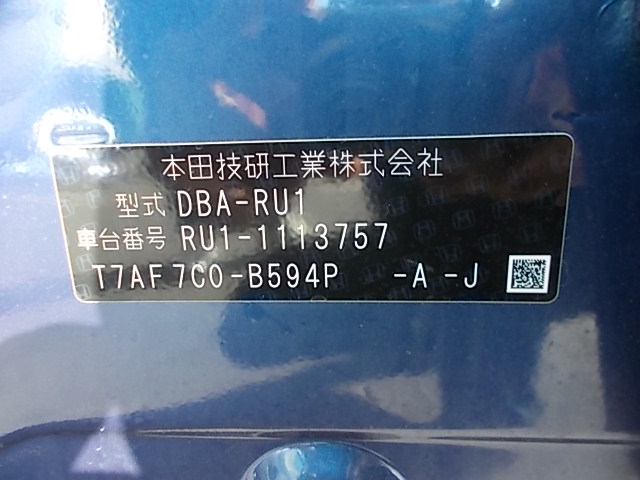 本田技研工業株式会社
型式 DBA-RU1
車台番号 RU1-1113757
T7AF7C0-B594P -A -J